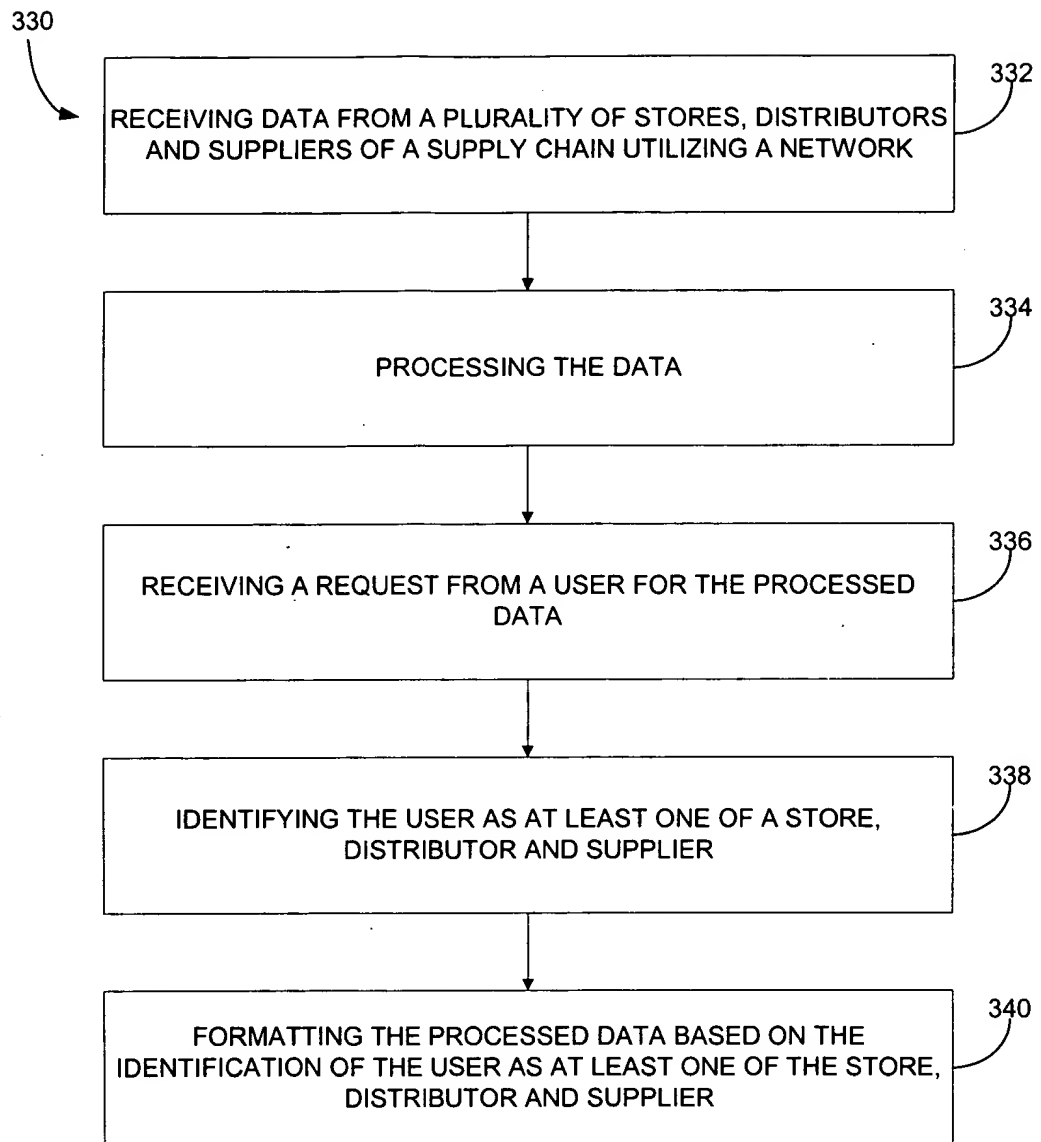 330
332
RECEIVING DATA FROM A PLURALITY OF STORES, DISTRIBUTORS
AND SUPPLIERS OF A SUPPLY CHAIN UTILIZING A NETWORK
334
PROCESSING THE DATA
336
RECEIVING A REQUEST FROM A USER FOR THE PROCESSED
DATA
338
IDENTIFYING THE USER AS AT LEAST ONE OF A STORE,
DISTRIBUTOR AND SUPPLIER
340
FORMATTING THE PROCESSED DATA BASED ON THE
IDENTIFICATION OF THE USER AS AT LEAST ONE OF THE STORE,
DISTRIBUTOR AND SUPPLIER